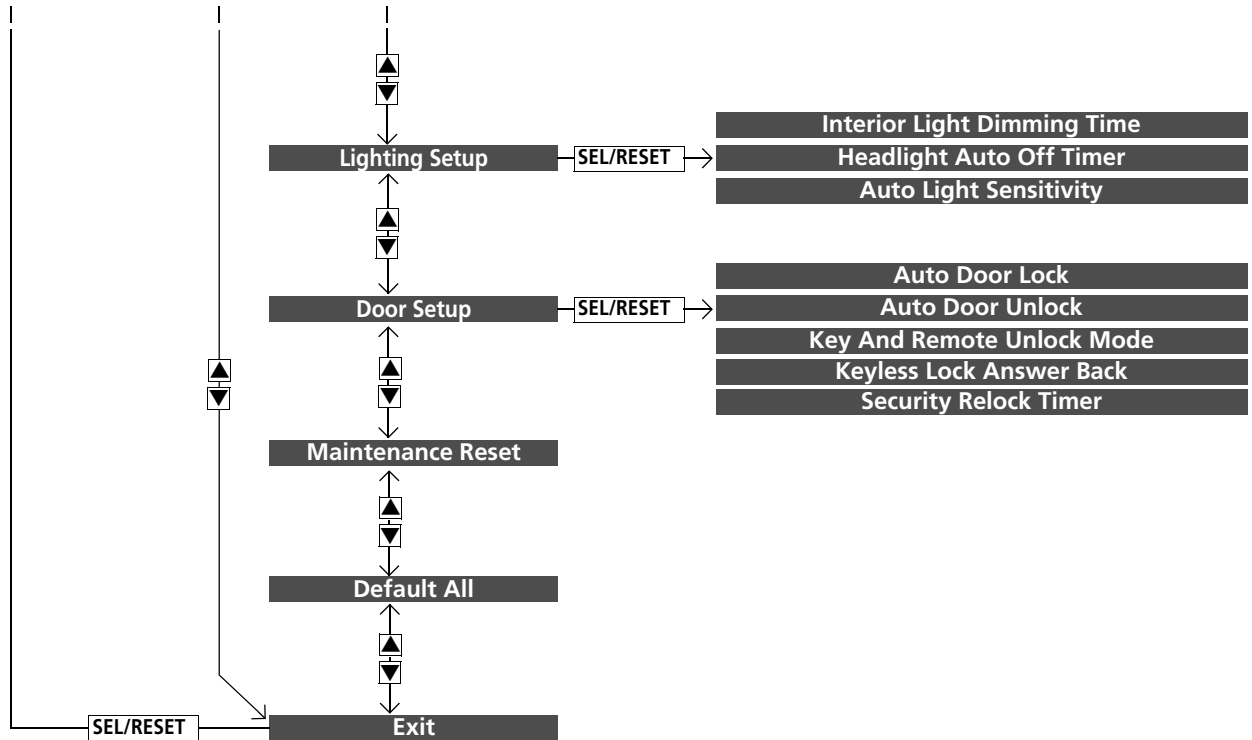 Interior Light Dimming Time
Lighting Setup
SEL/RESET
Headlight Auto Off Timer
Auto Light Sensitivity
Auto Door Lock
Door Setup
SEL/RESET
Auto Door Unlock
Key And Remote Unlock Mode
Keyless Lock Answer Back
Security Relock Timer
Maintenance Reset
Default All
SEL/RESET
Exit